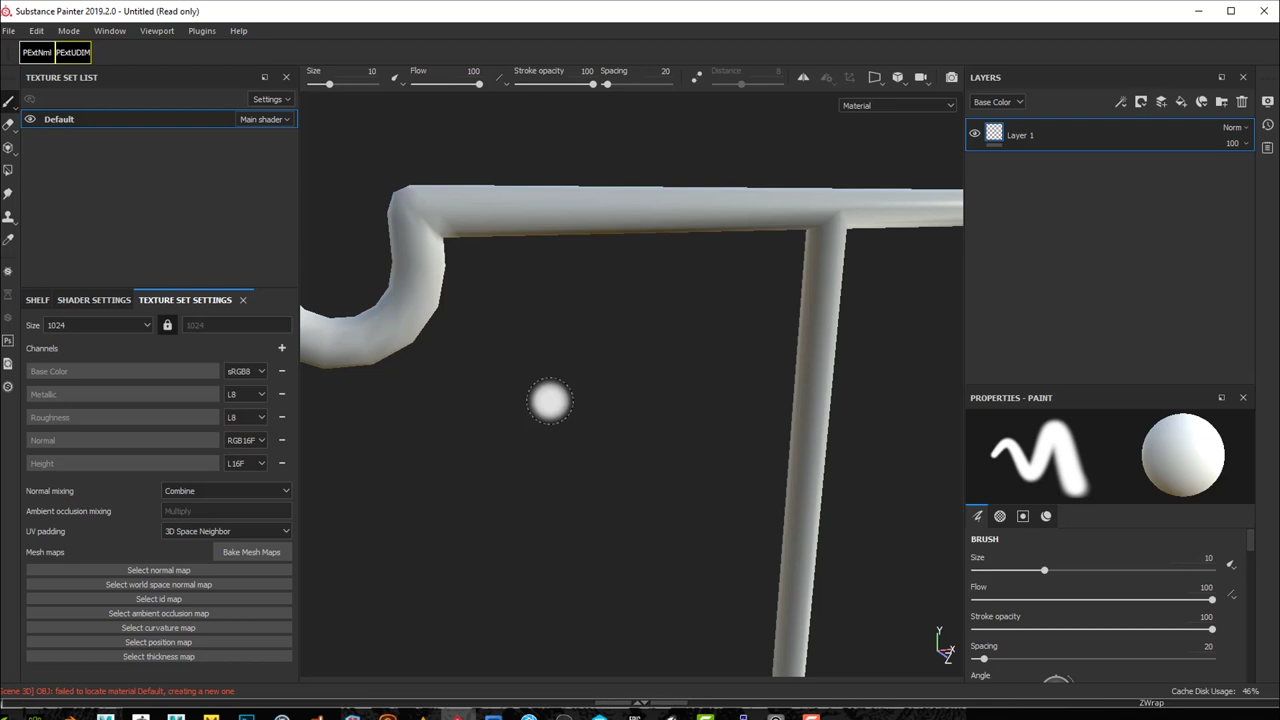 Substance Painter 2019.2.0 - Untitled (Read only)
File Edit Mode Window Viewport Plugins Help
PExtNml PExtUDIM
TEXTURE SET LIST
Settings
Default Main shader
SHELF SHADER SETTINGS TEXTURE SET SETTINGS
Size 1024 1024
Channels
Base Color sRGB8
Metallic L8
Roughness L8
Normal RGB16F
Height L16F
Normal mixing Combine
Ambient occlusion mixing Multiply
UV padding 3D Space Neighbor
Mesh maps Bake Mesh Maps
Select normal map
Select world space normal map
Select id map
Select ambient occlusion map
Select curvature map
Select position map
Select thickness map
Size 10 Flow 100 Stroke opacity 100 Spacing 20 Distance 8
Material
Y
X
Z
LAYERS
Base Color
Layer 1 Norm
100
PROPERTIES - PAINT
BRUSH
Size 10
Flow 100
Stroke opacity 100
Spacing 20
Angle
Scene 3D] OBJ: failed to locate material Default, creating a new one
Cache Disk Usage: 46%
ZWrap
Ps